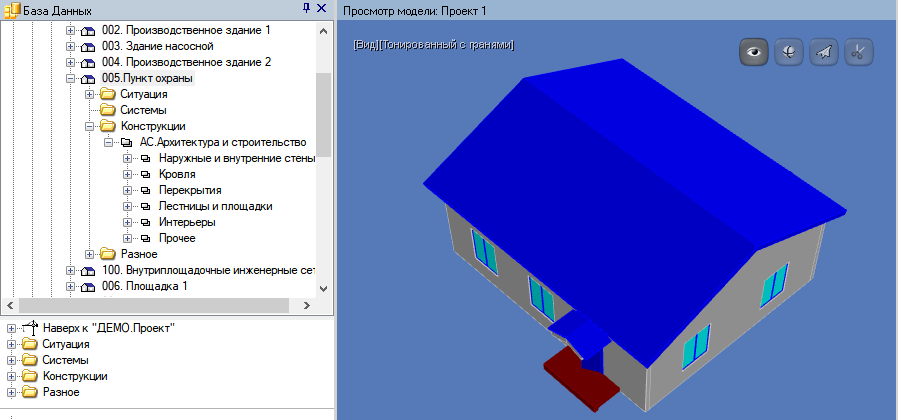 База Данных
002. Производственное здание 1
003. Здание насосной
004. Производственное здание 2
005.Пункт охраны
Ситуация
Системы
Конструкции
АС.Архитектура и строительство
Наружные и внутренние стены
Кровля
Перекрытия
Лестницы и площадки
Интерьеры
Прочее
Разное
100. Внутриплощадочные инженерные сет
006. Площадка 1
Наверх к "ДЕМО.Проект"
Ситуация
Системы
Конструкции
Разное
Просмотр модели: Проект 1
[Вид][Тонированный с гранями]